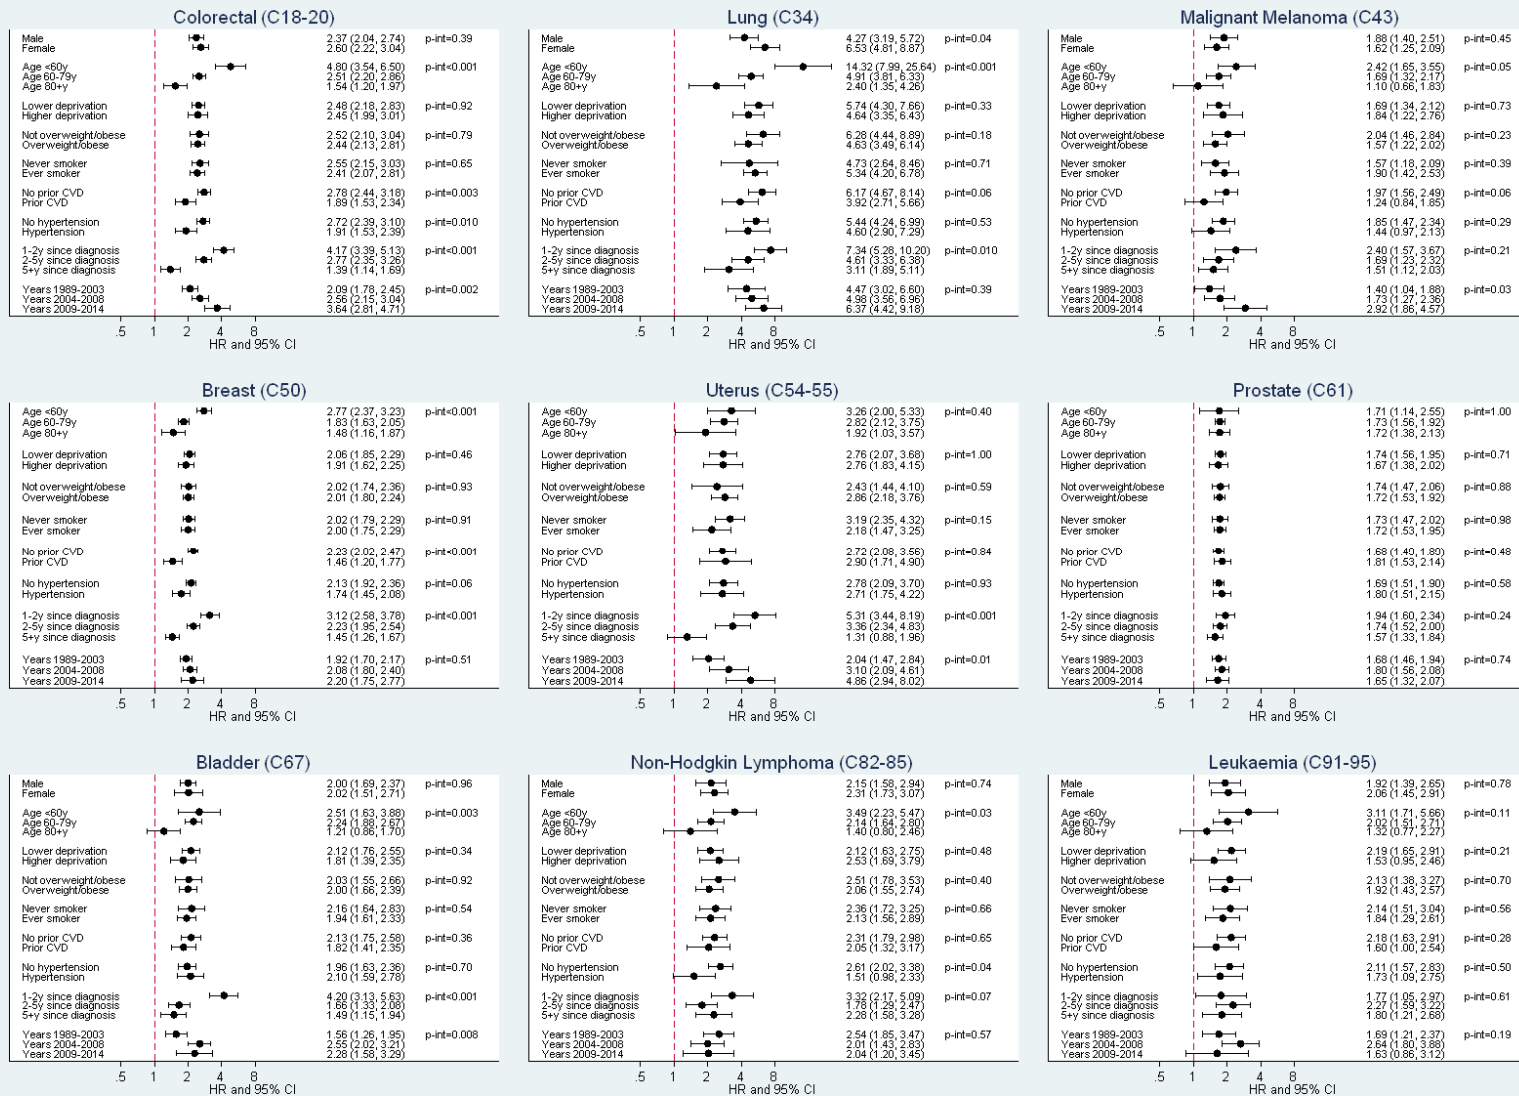 Colorectal (C18-20)
Male 2.37 (2.04, 2.74) p-int=0.39
Female 2.60 (2.22, 3.04)
Age <60y 4.80 (3.54, 6.50) p-int<0.001
Age 60-79y 2.51 (2.20, 2.86)
Age 80+y 1.54 (1.20, 1.97)
Lower deprivation 2.48 (2.18, 2.83) p-int=0.92
Higher deprivation 2.45 (1.99, 3.01)
Not overweight/obese 2.52 (2.10, 3.04) p-int=0.79
Overweight/obese 2.44 (2.13, 2.81)
Never smoker 2.55 (2.15, 3.03) p-int=0.65
Ever smoker 2.41 (2.07, 2.81)
No prior CVD 2.78 (2.44, 3.18) p-int=0.003
Prior CVD 1.89 (1.53, 2.34)
No hypertension 2.72 (2.39, 3.10) p-int=0.010
Hypertension 1.91 (1.53, 2.39)
1-2y since diagnosis 4.17 (3.39, 5.13) p-int<0.001
2-5y since diagnosis 2.77 (2.35, 3.26)
5+y since diagnosis 1.39 (1.14, 1.69)
Years 1989-2003 2.09 (1.78, 2.45) p-int=0.002
Years 2004-2008 2.56 (2.15, 3.04)
Years 2009-2014 3.64 (2.81, 4.71)
.5 1 2 4 8
HR and 95% CI
Lung (C34)
Male 4.27 (3.19, 5.72) p-int=0.04
Female 6.53 (4.81, 8.87)
Age <60y 14.32 (7.99, 25.64) p-int<0.001
Age 60-79y 4.91 (3.81, 6.33)
Age 80+y 2.40 (1.35, 4.26)
Lower deprivation 5.74 (4.30, 7.66) p-int=0.33
Higher deprivation 4.64 (3.35, 6.43)
Not overweight/obese 6.28 (4.44, 8.89) p-int=0.18
Overweight/obese 4.63 (3.49, 6.14)
Never smoker 4.73 (2.64, 8.46) p-int=0.71
Ever smoker 5.34 (4.20, 6.78)
No prior CVD 6.17 (4.67, 8.14) p-int=0.06
Prior CVD 3.92 (2.71, 5.66)
No hypertension 5.44 (4.24, 6.99) p-int=0.53
Hypertension 4.60 (2.90, 7.29)
1-2y since diagnosis 7.34 (5.28, 10.20) p-int=0.010
2-5y since diagnosis 4.61 (3.33, 6.38)
5+y since diagnosis 3.11 (1.89, 5.11)
Years 1989-2003 4.47 (3.02, 6.60) p-int=0.39
Years 2004-2008 4.98 (3.56, 6.96)
Years 2009-2014 6.37 (4.42, 9.18)
.5 1 2 4 8
HR and 95% CI
Malignant Melanoma (C43)
Male 1.88 (1.40, 2.51) p-int=0.45
Female 1.62 (1.25, 2.09)
Age <60y 2.42 (1.65, 3.55) p-int=0.05
Age 60-79y 1.69 (1.32, 2.17)
Age 80+y 1.10 (0.66, 1.83)
Lower deprivation 1.69 (1.34, 2.12) p-int=0.73
Higher deprivation 1.84 (1.22, 2.76)
Not overweight/obese 2.04 (1.46, 2.84) p-int=0.23
Overweight/obese 1.57 (1.22, 2.02)
Never smoker 1.57 (1.18, 2.09) p-int=0.39
Ever smoker 1.90 (1.42, 2.53)
No prior CVD 1.97 (1.56, 2.49) p-int=0.06
Prior CVD 1.24 (0.84, 1.85)
No hypertension 1.85 (1.47, 2.34) p-int=0.29
Hypertension 1.44 (0.97, 2.13)
1-2y since diagnosis 2.40 (1.57, 3.67) p-int=0.21
2-5y since diagnosis 1.69 (1.23, 2.32)
5+y since diagnosis 1.51 (1.12, 2.03)
Years 1989-2003 1.40 (1.04, 1.88) p-int=0.03
Years 2004-2008 1.73 (1.27, 2.36)
Years 2009-2014 2.92 (1.86, 4.57)
.5 1 2 4 8
HR and 95% CI
Breast (C50)
Age <60y 2.77 (2.37, 3.23) p-int<0.001
Age 60-79y 1.83 (1.63, 2.05)
Age 80+y 1.48 (1.16, 1.87)
Lower deprivation 2.06 (1.85, 2.29) p-int=0.46
Higher deprivation 1.91 (1.62, 2.25)
Not overweight/obese 2.02 (1.74, 2.36) p-int=0.93
Overweight/obese 2.01 (1.80, 2.24)
Never smoker 2.02 (1.79, 2.29) p-int=0.91
Ever smoker 2.00 (1.75, 2.29)
No prior CVD 2.23 (2.02, 2.47) p-int<0.001
Prior CVD 1.46 (1.20, 1.77)
No hypertension 2.13 (1.92, 2.36) p-int=0.06
Hypertension 1.74 (1.45, 2.08)
1-2y since diagnosis 3.12 (2.58, 3.78) p-int<0.001
2-5y since diagnosis 2.23 (1.95, 2.54)
5+y since diagnosis 1.45 (1.26, 1.67)
Years 1989-2003 1.92 (1.70, 2.17) p-int=0.51
Years 2004-2008 2.08 (1.80, 2.40)
Years 2009-2014 2.20 (1.75, 2.77)
.5 1 2 4 8
HR and 95% CI
Uterus (C54-55)
Age <60y 3.26 (2.00, 5.33) p-int=0.40
Age 60-79y 2.82 (2.12, 3.75)
Age 80+y 1.92 (1.03, 3.57)
Lower deprivation 2.76 (2.07, 3.68) p-int=1.00
Higher deprivation 2.76 (1.83, 4.15)
Not overweight/obese 2.43 (1.44, 4.10) p-int=0.59
Overweight/obese 2.86 (2.18, 3.76)
Never smoker 3.19 (2.35, 4.32) p-int=0.15
Ever smoker 2.18 (1.47, 3.25)
No prior CVD 2.72 (2.08, 3.56) p-int=0.84
Prior CVD 2.90 (1.71, 4.90)
No hypertension 2.78 (2.09, 3.70) p-int=0.93
Hypertension 2.71 (1.75, 4.22)
1-2y since diagnosis 5.31 (3.44, 8.19) p-int<0.001
2-5y since diagnosis 3.36 (2.34, 4.83)
5+y since diagnosis 1.31 (0.88, 1.96)
Years 1989-2003 2.04 (1.47, 2.84) p-int=0.01
Years 2004-2008 3.10 (2.09, 4.61)
Years 2009-2014 4.86 (2.94, 8.02)
.5 1 2 4 8
HR and 95% CI
Prostate (C61)
Age <60y 1.71 (1.14, 2.55) p-int=1.00
Age 60-79y 1.73 (1.56, 1.92)
Age 80+y 1.72 (1.38, 2.13)
Lower deprivation 1.74 (1.56, 1.95) p-int=0.71
Higher deprivation 1.67 (1.38, 2.02)
Not overweight/obese 1.74 (1.47, 2.06) p-int=0.88
Overweight/obese 1.72 (1.53, 1.92)
Never smoker 1.73 (1.47, 2.02) p-int=0.98
Ever smoker 1.72 (1.53, 1.95)
No prior CVD 1.68 (1.49, 1.89) p-int=0.48
Prior CVD 1.81 (1.53, 2.14)
No hypertension 1.69 (1.51, 1.90) p-int=0.58
Hypertension 1.80 (1.51, 2.15)
1-2y since diagnosis 1.94 (1.60, 2.34) p-int=0.24
2-5y since diagnosis 1.74 (1.52, 2.00)
5+y since diagnosis 1.57 (1.33, 1.84)
Years 1989-2003 1.68 (1.46, 1.94) p-int=0.74
Years 2004-2008 1.80 (1.56, 2.08)
Years 2009-2014 1.65 (1.32, 2.07)
.5 1 2 4 8
HR and 95% CI
Bladder (C67)
Male 2.00 (1.69, 2.37) p-int=0.96
Female 2.02 (1.51, 2.71)
Age <60y 2.51 (1.63, 3.88) p-int=0.003
Age 60-79y 2.24 (1.88, 2.67)
Age 80+y 1.21 (0.86, 1.70)
Lower deprivation 2.12 (1.76, 2.55) p-int=0.34
Higher deprivation 1.81 (1.39, 2.35)
Not overweight/obese 2.03 (1.55, 2.66) p-int=0.92
Overweight/obese 2.00 (1.66, 2.39)
Never smoker 2.16 (1.64, 2.83) p-int=0.54
Ever smoker 1.94 (1.61, 2.33)
No prior CVD 2.13 (1.75, 2.58) p-int=0.36
Prior CVD 1.82 (1.41, 2.35)
No hypertension 1.96 (1.63, 2.36) p-int=0.70
Hypertension 2.10 (1.59, 2.78)
1-2y since diagnosis 4.20 (3.13, 5.63) p-int<0.001
2-5y since diagnosis 1.66 (1.33, 2.08)
5+y since diagnosis 1.49 (1.15, 1.94)
Years 1989-2003 1.56 (1.26, 1.95) p-int=0.008
Years 2004-2008 2.55 (2.02, 3.21)
Years 2009-2014 2.28 (1.58, 3.29)
.5 1 2 4 8
HR and 95% CI
Non-Hodgkin Lymphoma (C82-85)
Male 2.15 (1.58, 2.94) p-int=0.74
Female 2.31 (1.73, 3.07)
Age <60y 3.49 (2.23, 5.47) p-int=0.03
Age 60-79y 2.14 (1.64, 2.80)
Age 80+y 1.40 (0.80, 2.46)
Lower deprivation 2.12 (1.63, 2.75) p-int=0.48
Higher deprivation 2.53 (1.69, 3.79)
Not overweight/obese 2.51 (1.78, 3.53) p-int=0.40
Overweight/obese 2.06 (1.55, 2.74)
Never smoker 2.36 (1.72, 3.25) p-int=0.66
Ever smoker 2.13 (1.56, 2.89)
No prior CVD 2.31 (1.79, 2.98) p-int=0.65
Prior CVD 2.05 (1.32, 3.17)
No hypertension 2.61 (2.02, 3.38) p-int=0.04
Hypertension 1.51 (0.98, 2.33)
1-2y since diagnosis 3.32 (2.17, 5.09) p-int=0.07
2-5y since diagnosis 1.78 (1.29, 2.47)
5+y since diagnosis 2.28 (1.58, 3.28)
Years 1989-2003 2.54 (1.85, 3.47) p-int=0.57
Years 2004-2008 2.01 (1.43, 2.83)
Years 2009-2014 2.04 (1.20, 3.45)
.5 1 2 4 8
HR and 95% CI
Leukaemia (C91-95)
Male 1.92 (1.39, 2.65) p-int=0.78
Female 2.06 (1.45, 2.91)
Age <60y 3.11 (1.71, 5.66) p-int=0.11
Age 60-79y 2.02 (1.51, 2.71)
Age 80+y 1.32 (0.77, 2.27)
Lower deprivation 2.19 (1.65, 2.91) p-int=0.21
Higher deprivation 1.53 (0.95, 2.46)
Not overweight/obese 2.13 (1.38, 3.27) p-int=0.70
Overweight/obese 1.92 (1.43, 2.57)
Never smoker 2.14 (1.51, 3.04) p-int=0.56
Ever smoker 1.84 (1.29, 2.61)
No prior CVD 2.18 (1.63, 2.91) p-int=0.28
Prior CVD 1.60 (1.00, 2.54)
No hypertension 2.11 (1.57, 2.83) p-int=0.50
Hypertension 1.73 (1.09, 2.75)
1-2y since diagnosis 1.77 (1.05, 2.97) p-int=0.61
2-5y since diagnosis 2.27 (1.59, 3.22)
5+y since diagnosis 1.80 (1.21, 2.68)
Years 1989-2003 1.69 (1.21, 2.37) p-int=0.19
Years 2004-2008 2.64 (1.80, 3.88)
Years 2009-2014 1.63 (0.86, 3.12)
.5 1 2 4 8
HR and 95% CI